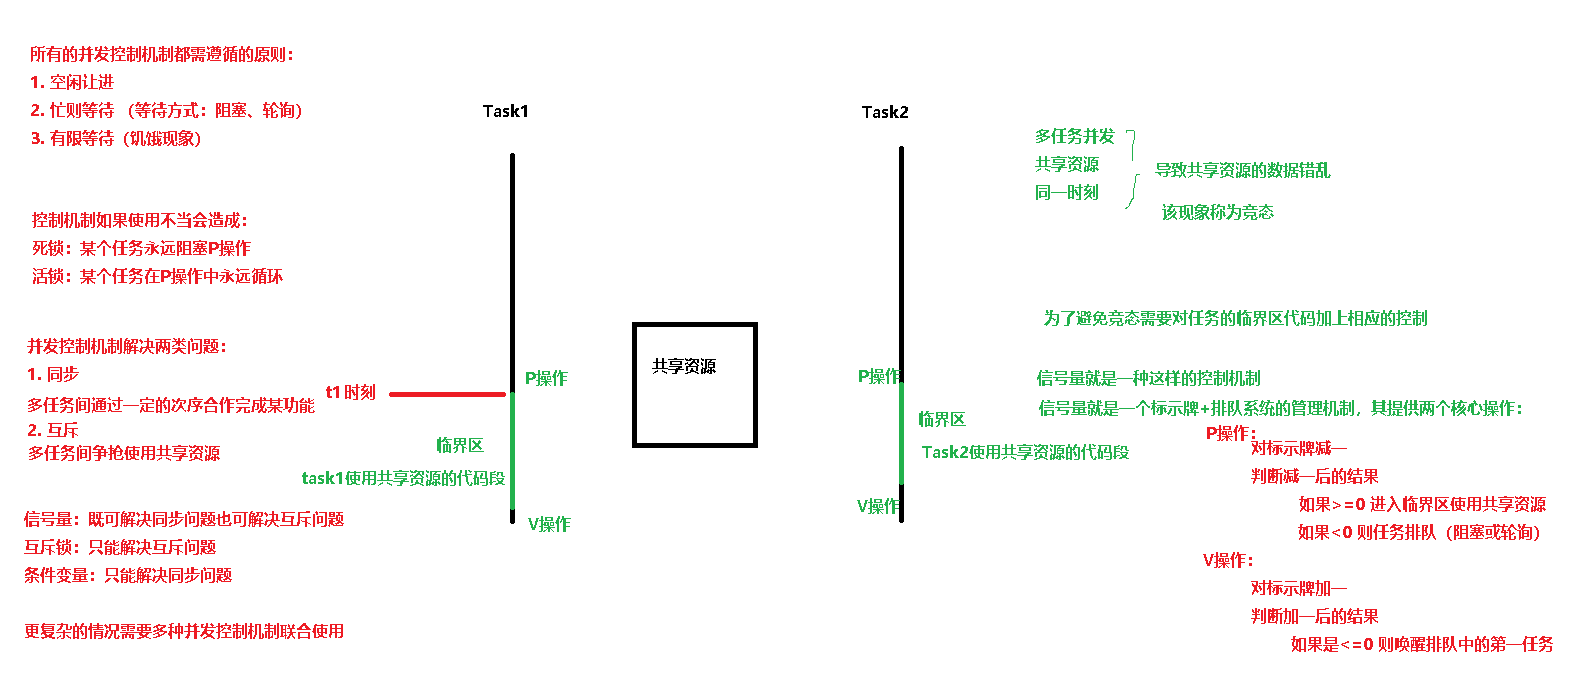 所有的并发控制机制都需遵循的原则：
1. 空闲让进
2. 忙则等待 （等待方式：阻塞、轮询）
3. 有限等待（饥饿现象）
控制机制如果使用不当会造成：
死锁：某个任务永远阻塞P操作
活锁：某个任务在P操作中永远循环
并发控制机制解决两类问题：
1. 同步
多任务间通过一定的次序合作完成某功能
2. 互斥
多任务间争抢使用共享资源
信号量：既可解决同步问题也可解决互斥问题
互斥锁：只能解决互斥问题
条件变量：只能解决同步问题
更复杂的情况需要多种并发控制机制联合使用
Task1
t1时刻
P操作
临界区
task1使用共享资源的代码段
V操作
共享资源
Task2
P操作
临界区
Task2使用共享资源的代码段
V操作
多任务并发
共享资源
同一时刻
导致共享资源的数据错乱
该现象称为竞态
为了避免竞态需要对任务的临界区代码加上相应的控制
信号量就是一种这样的控制机制
信号量就是一个标示牌+排队系统的管理机制，其提供两个核心操作：
P操作：
对标示牌减一
判断减一后的结果
如果>=0 进入临界区使用共享资源
如果<0 则任务排队（阻塞或轮询）
V操作：
对标示牌加一
判断加一后的结果
如果是<=0 则唤醒排队中的第一任务